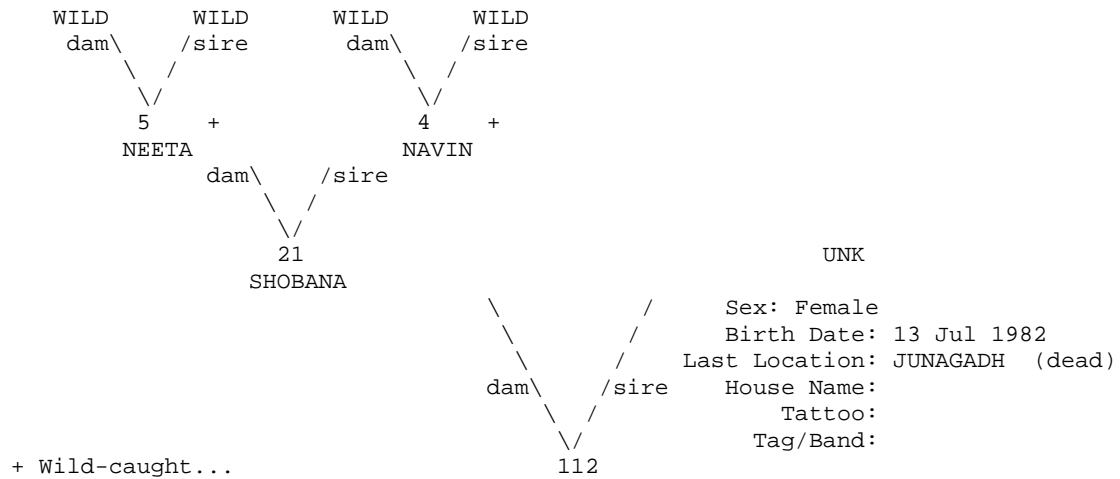 WILD WILD WILD WILD
dam\ /sire dam\ /sire
\ / \ /
\/ \/
5 + 4 +
NEETA NAVIN
dam\ /sire
\ /
\/
21 UNK
SHOBANA
\ / Sex: Female
\ / Birth Date: 13 Jul 1982
\ / Last Location: JUNAGADH (dead)
dam\ /sire House Name:
\ / Tattoo:
\/ Tag/Band:
+ Wild-caught... 112